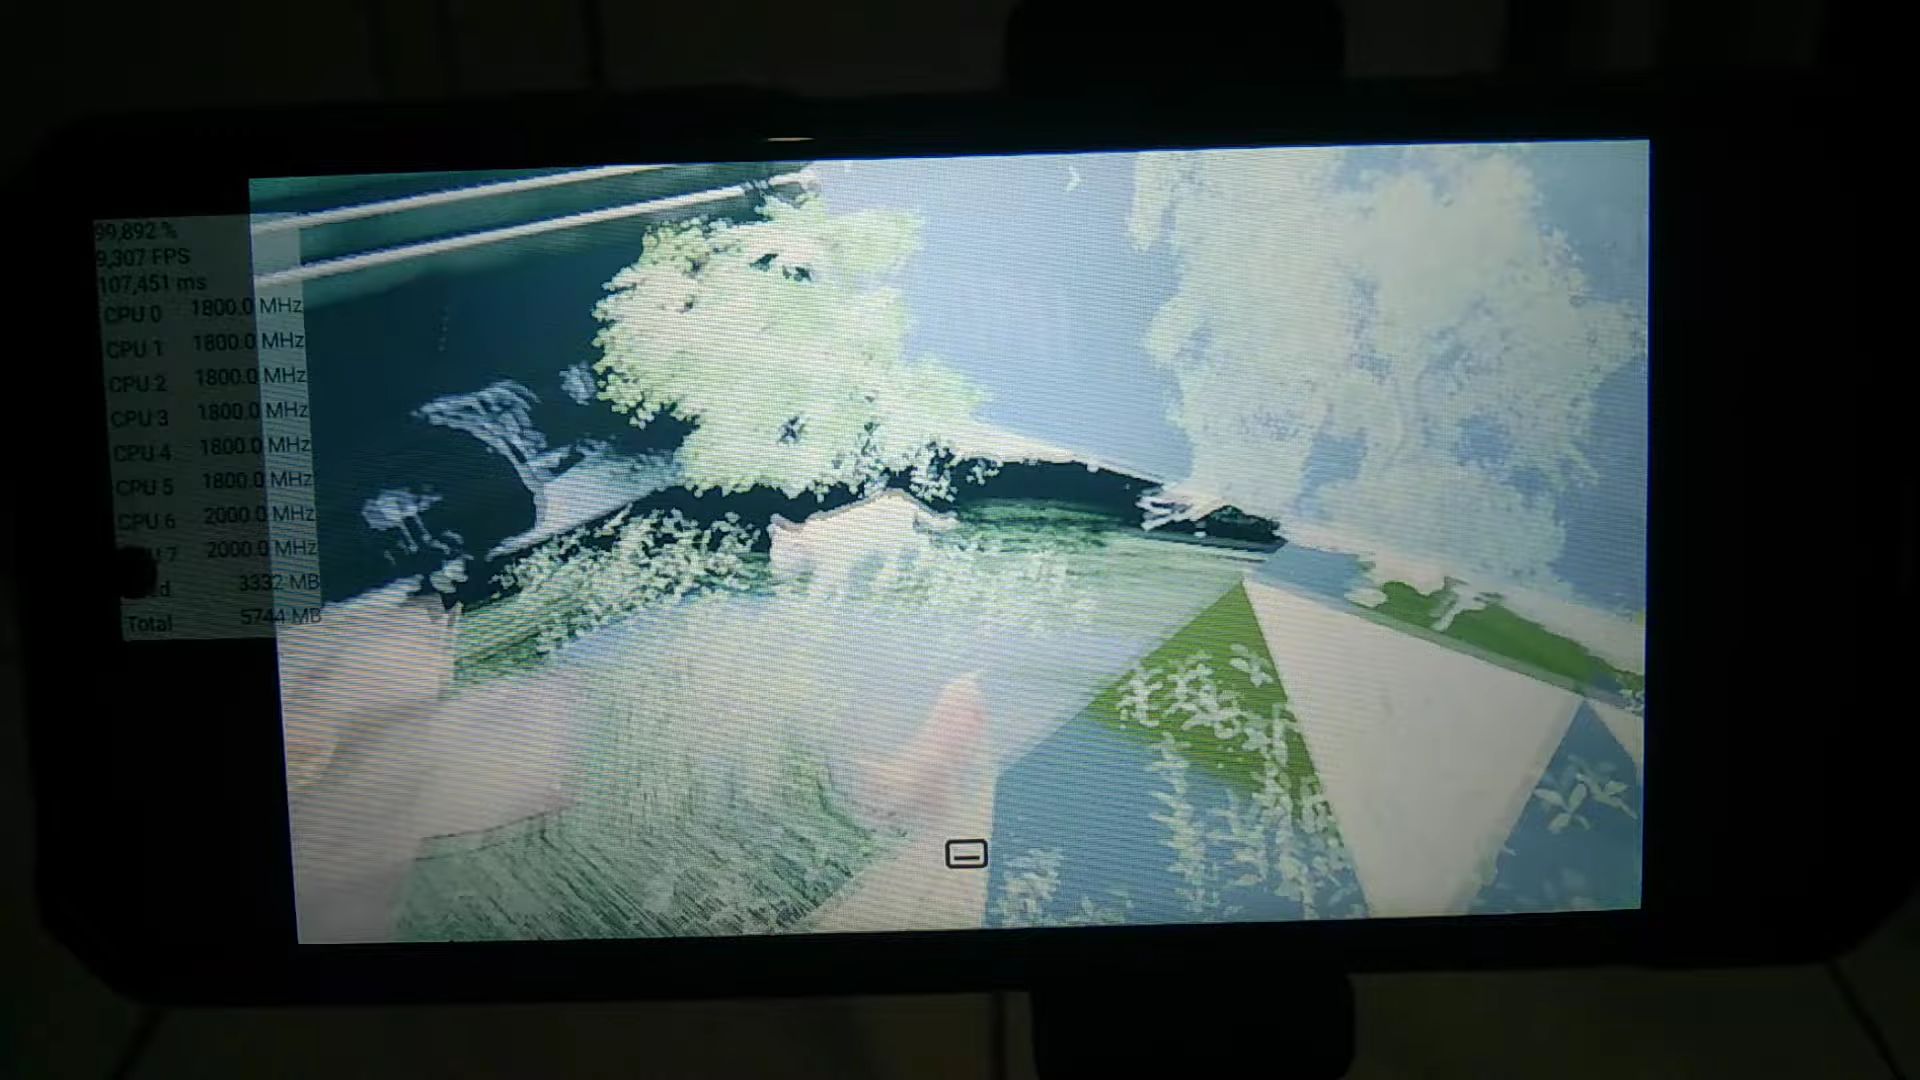 99,892 %
9,307 FPS
107,451 ms
CPU 0 1800.0 MHz
CPU 1 1800.0 MHz
CPU 2 1800.0 MHz
CPU 3 1800.0 MHz
CPU 4 1800.0 MHz
CPU 5 1800.0 MHz
CPU 6 2000.0 MHz
7 2000.0 MHz
3332 MB
Total 5744 MB